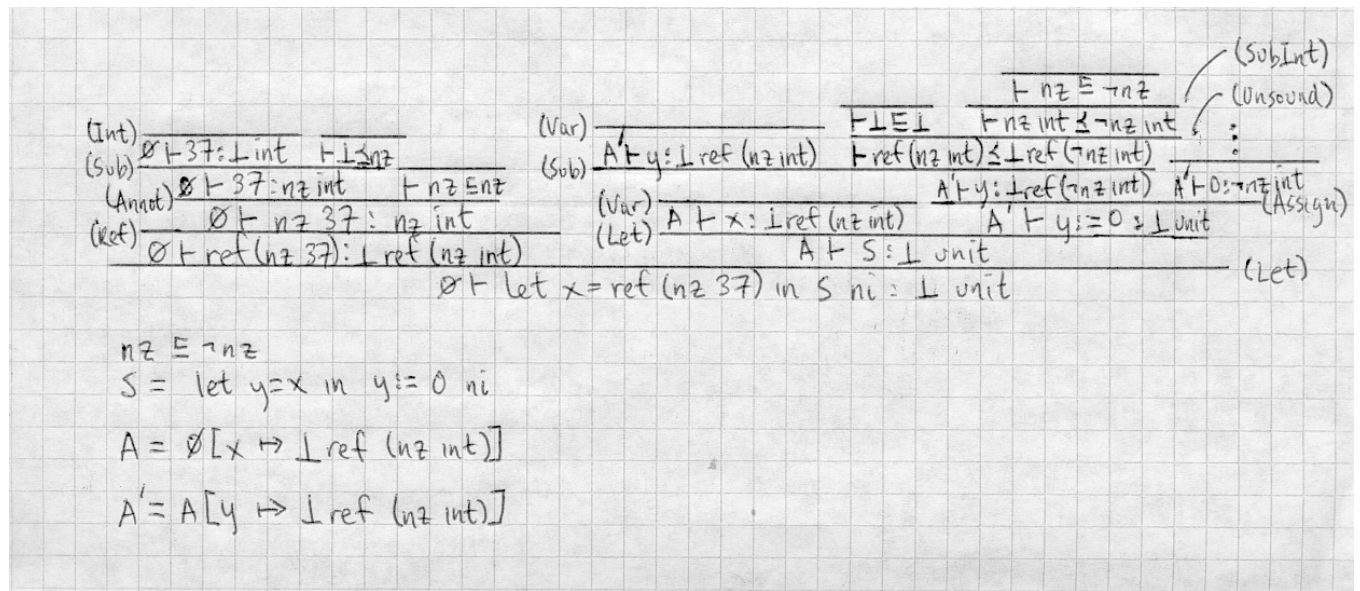 (SubInt)
⊢ nz ⊑ ¬nz (Unsound)
(Int) (Var) ⊢⊥⊑⊥ ⊢ nz int ≤ ¬nz int ⋮
∅ ⊢ 37 : ⊥ int ⊢⊥≤nz A' ⊢ y : ⊥ ref (nz int) ⊢ ref (nz int) ≤ ⊥ ref (¬nz int)
(Sub) (Sub)
∅ ⊢ 37 : nz int ⊢ nz ⊑ nz A' ⊢ y : ⊥ ref (¬nz int) A' ⊢ 0 : ¬nz int
(Annot) (Var) (Assign)
∅ ⊢ nz 37 : nz int A ⊢ x : ⊥ ref (nz int) A' ⊢ y := 0 : ⊥ unit
(Ref) (Let)
∅ ⊢ ref (nz 37) : ⊥ ref (nz int) A ⊢ S : ⊥ unit
(Let)
∅ ⊢ let x = ref (nz 37) in S ni : ⊥ unit
nz ⊑ ¬nz
S = let y=x in y := 0 ni
A = ∅[x ↦ ⊥ ref (nz int)]
A' = A[y ↦ ⊥ ref (nz int)]